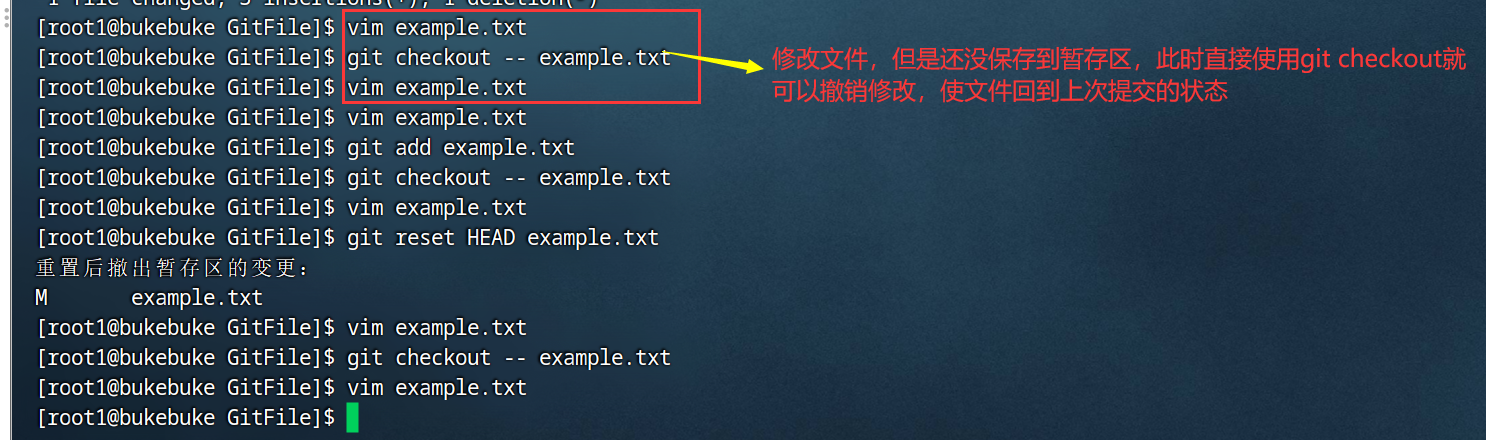 1 file changed, 3 insertions(+), 1 deletion(-)
[root1@bukebuke GitFile]$ vim example.txt
[root1@bukebuke GitFile]$ git checkout -- example.txt
修改文件，但是还没保存到暂存区，此时直接使用git checkout就
可以撤销修改，使文件回到上次提交的状态
[root1@bukebuke GitFile]$ vim example.txt
[root1@bukebuke GitFile]$ vim example.txt
[root1@bukebuke GitFile]$ git add example.txt
[root1@bukebuke GitFile]$ git checkout -- example.txt
[root1@bukebuke GitFile]$ vim example.txt
[root1@bukebuke GitFile]$ git reset HEAD example.txt
重置后撤出暂存区的变更：
M       example.txt
[root1@bukebuke GitFile]$ vim example.txt
[root1@bukebuke GitFile]$ git checkout -- example.txt
[root1@bukebuke GitFile]$ vim example.txt
[root1@bukebuke GitFile]$